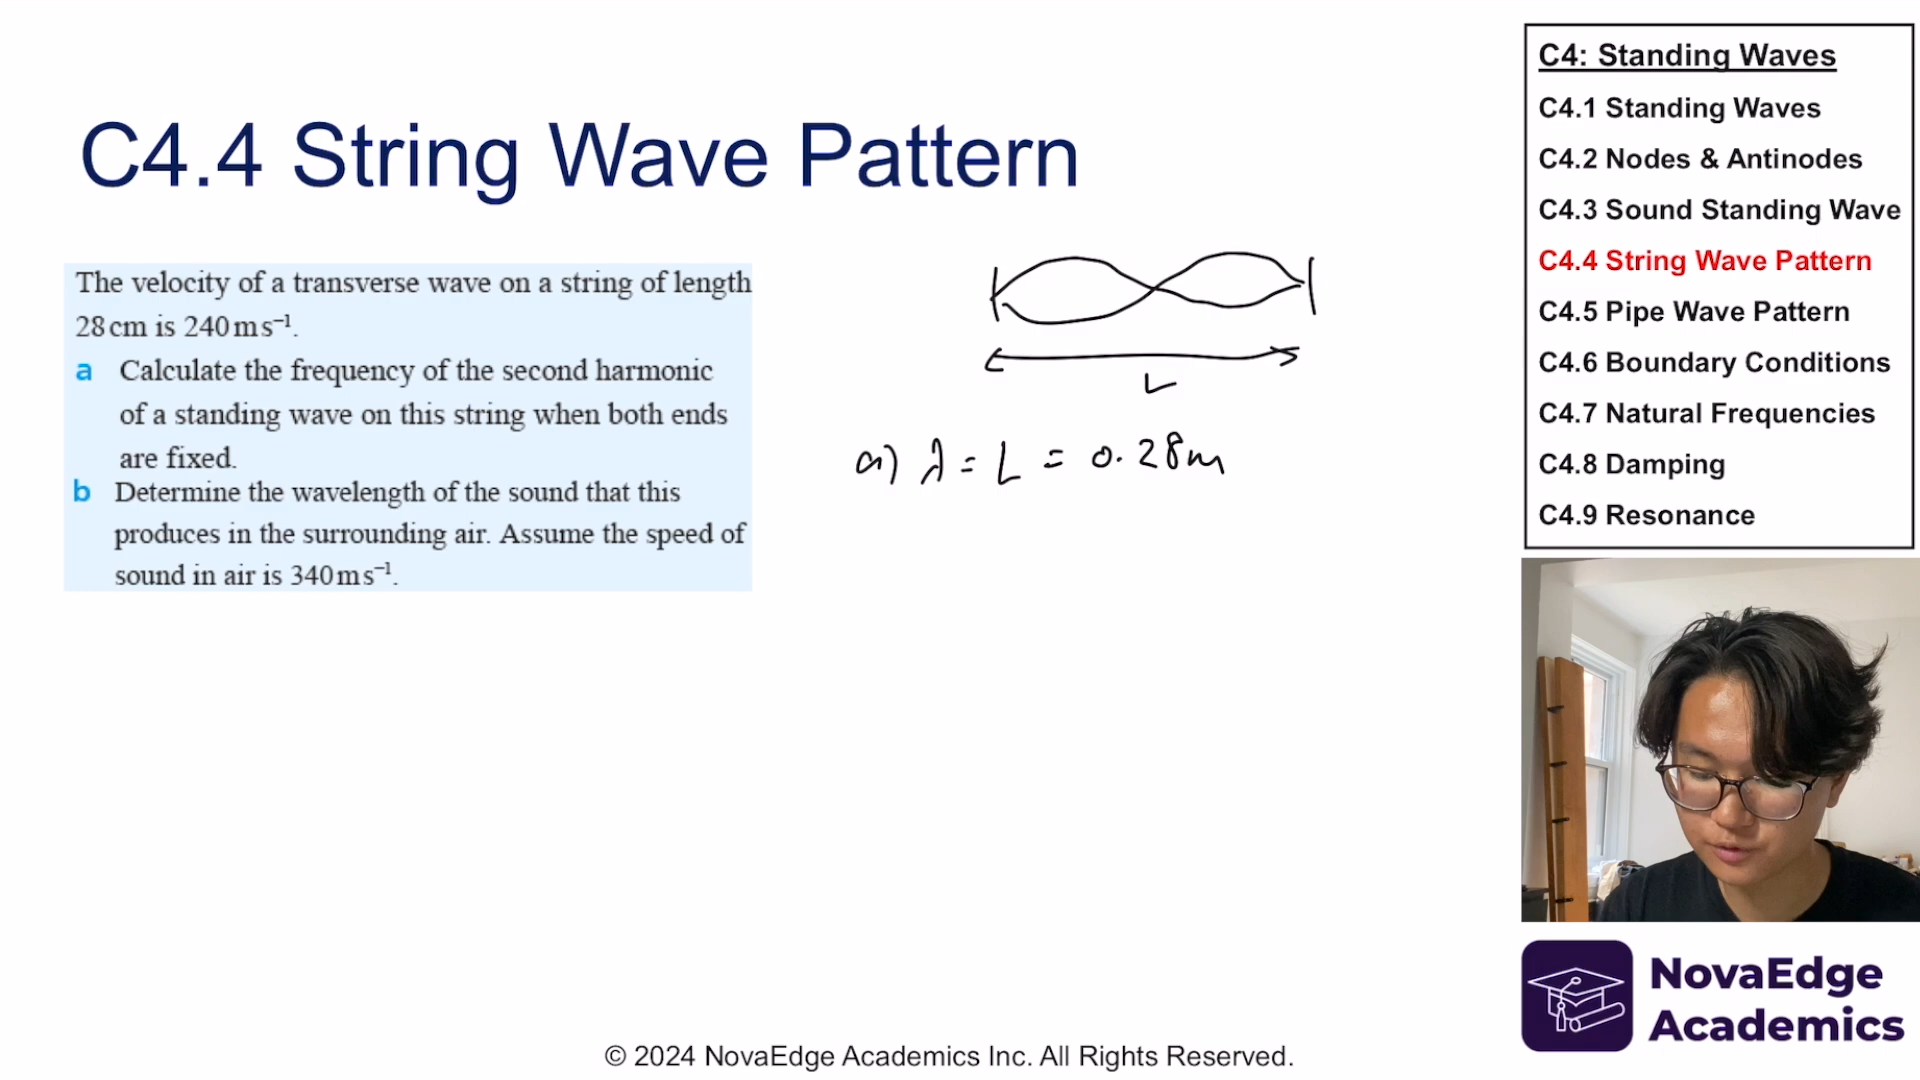 C4.4 String Wave Pattern
The velocity of a transverse wave on a string of length
28 cm is 240 m s⁻¹.
a Calculate the frequency of the second harmonic
of a standing wave on this string when both ends
are fixed.
b Determine the wavelength of the sound that this
produces in the surrounding air. Assume the speed of
sound in air is 340 m s⁻¹.
L
a) λ = L = 0.28m
C4: Standing Waves
C4.1 Standing Waves
C4.2 Nodes & Antinodes
C4.3 Sound Standing Wave
C4.4 String Wave Pattern
C4.5 Pipe Wave Pattern
C4.6 Boundary Conditions
C4.7 Natural Frequencies
C4.8 Damping
C4.9 Resonance
NovaEdge
Academics
© 2024 NovaEdge Academics Inc. All Rights Reserved.